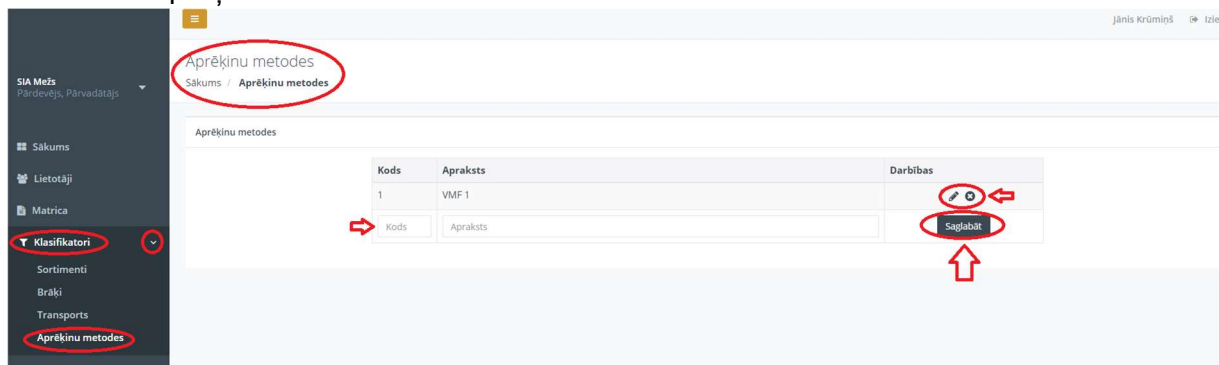 Jānis Krūmiņš
SIA Mežs
Pārdevējs, Pārvadātājs
Sākums
Lietotāji
Matrica
Klasifikatori
Sortimenti
Brāķi
Transports
Aprēķinu metodes
Aprēķinu metodes
Sākums / Aprēķinu metodes
Aprēķinu metodes
Kods Apraksts Darbības
1 VMF 1
Kods Apraksts Saglabāt